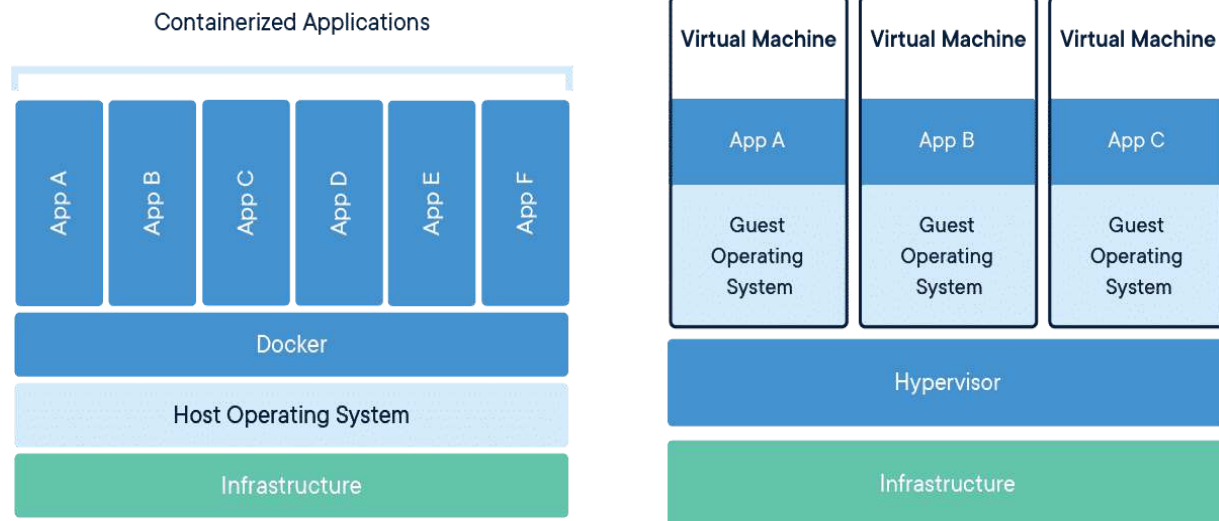 Containerized Applications
App A
App B
App C
App D
App E
App F
Docker
Host Operating System
Infrastructure
Virtual Machine
Virtual Machine
Virtual Machine
App A
App B
App C
Guest
Operating
System
Guest
Operating
System
Guest
Operating
System
Hypervisor
Infrastructure